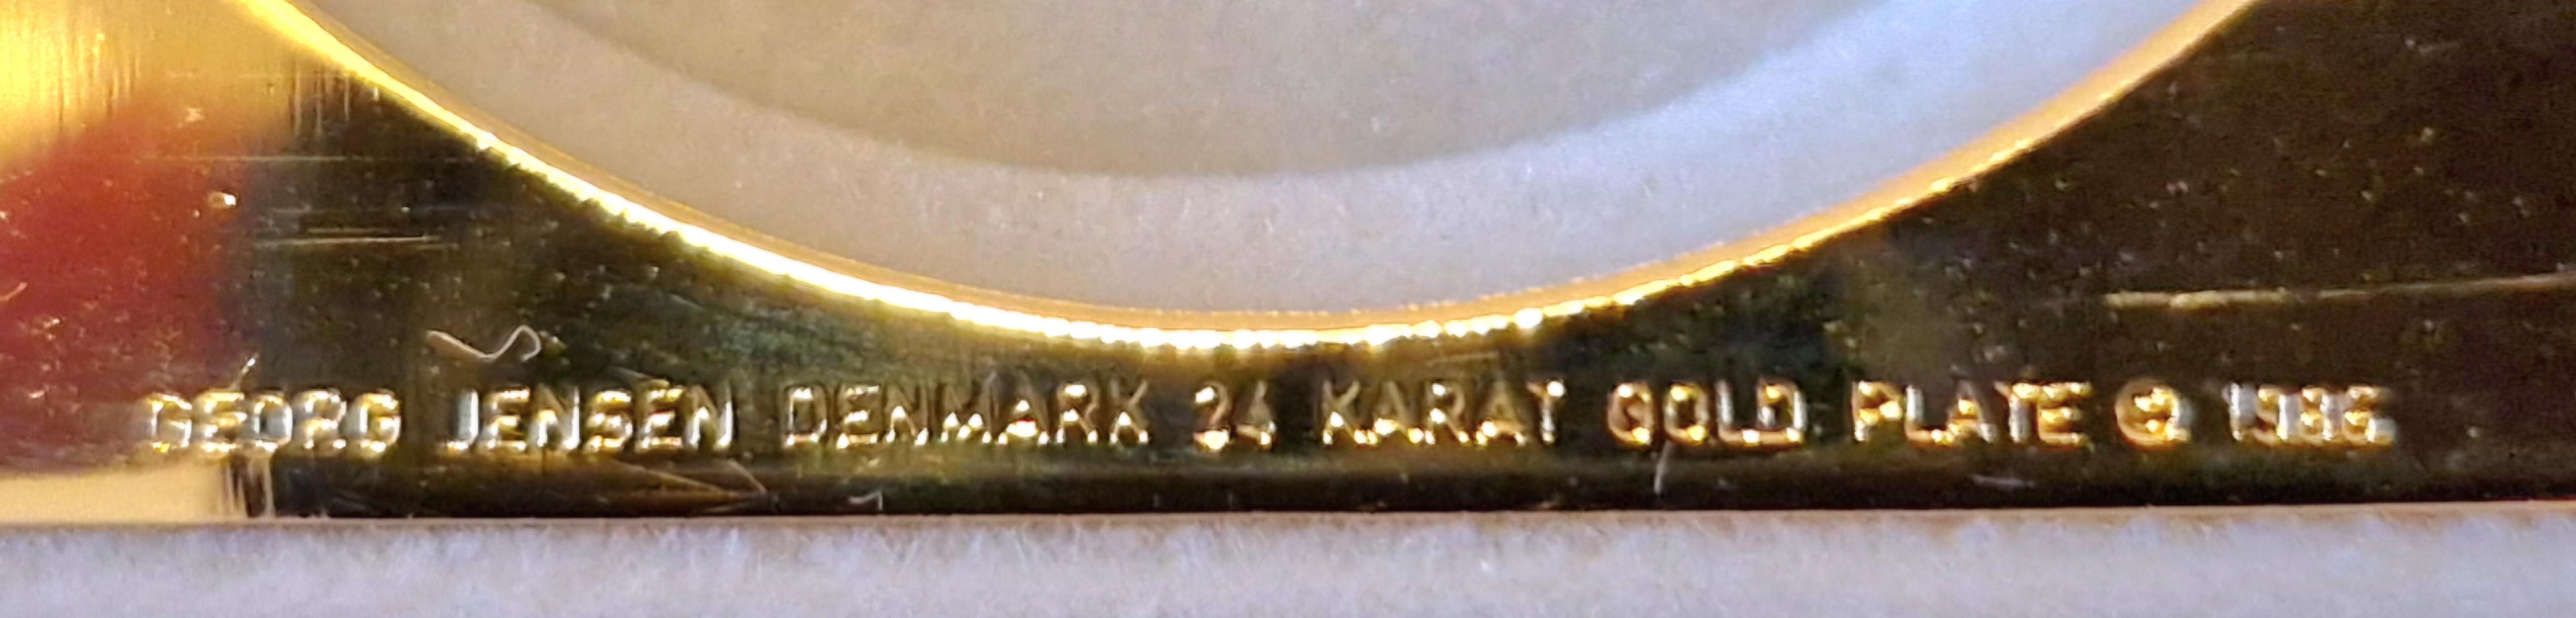 GEORG JENSEN DENMARK 24 KARAT GOLD PLATE © 1986